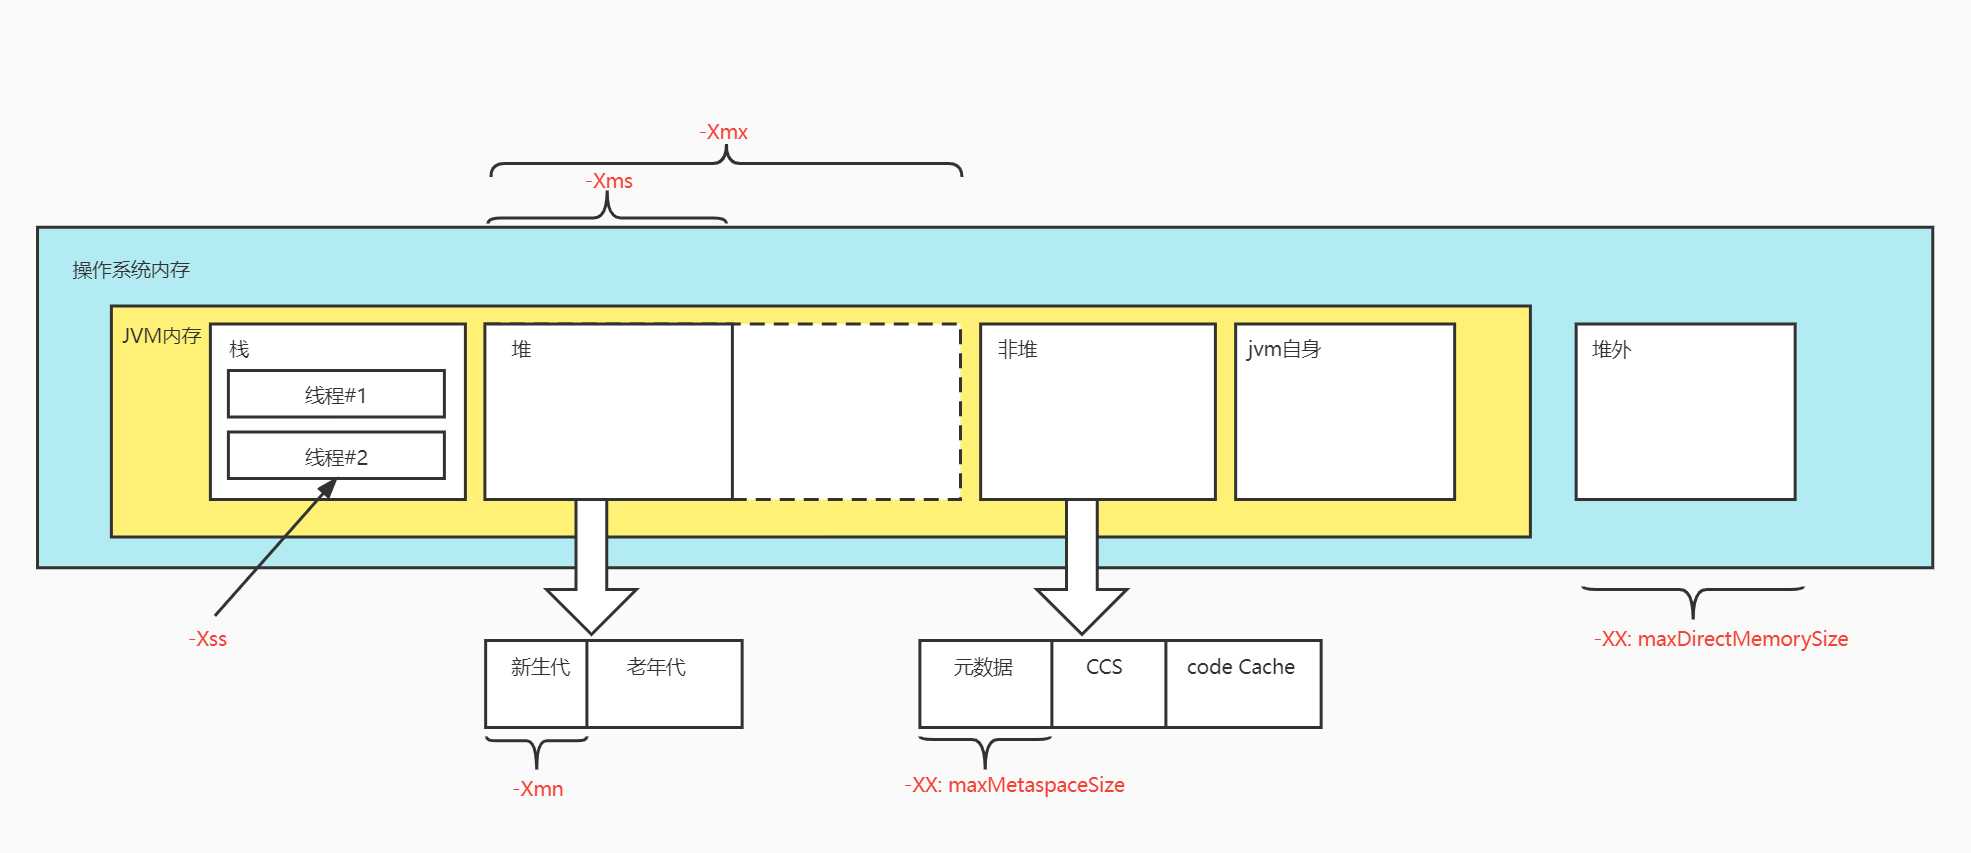 -Xmx
-Xms
操作系统内存
JVM内存
栈
堆
非堆
jvm自身
堆外
线程#1
线程#2
-Xss
-XX: maxDirectMemorySize
新生代
老年代
元数据
CCS
code Cache
-Xmn
-XX: maxMetaspaceSize